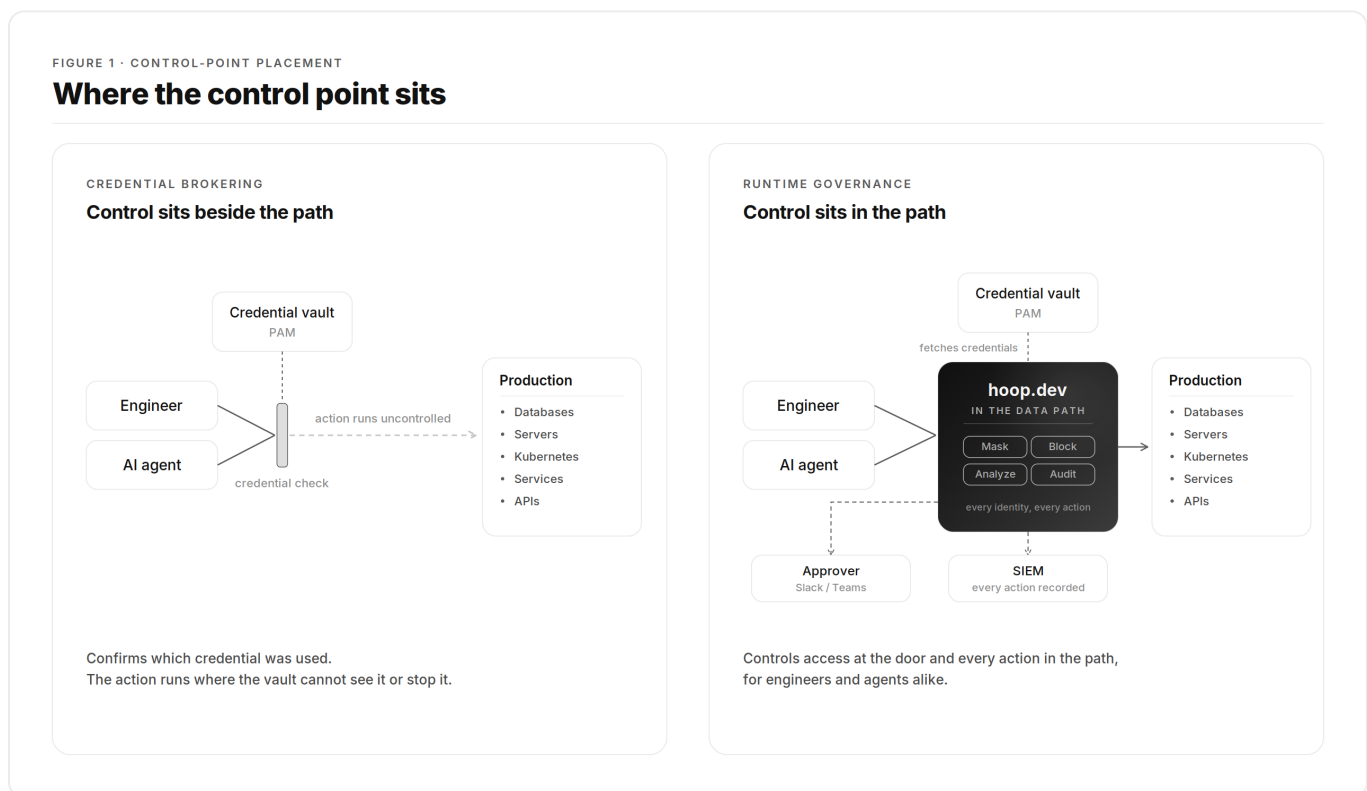 FIGURE 1 · CONTROL-POINT PLACEMENT
Where the control point sits
CREDENTIAL BROKERING
Control sits beside the path
Credential vault
PAM
Engineer
AI agent
action runs uncontrolled
credential check
Production
• Databases
• Servers
• Kubernetes
• Services
• APIs
Confirms which credential was used.
The action runs where the vault cannot see it or stop it.
RUNTIME GOVERNANCE
Control sits in the path
Credential vault
PAM
fetches credentials
Engineer
AI agent
hoop.dev
IN THE DATA PATH
Mask
Block
Analyze
Audit
every identity, every action
Production
• Databases
• Servers
• Kubernetes
• Services
• APIs
Approver
Slack / Teams
SIEM
every action recorded
Controls access at the door and every action in the path,
for engineers and agents alike.